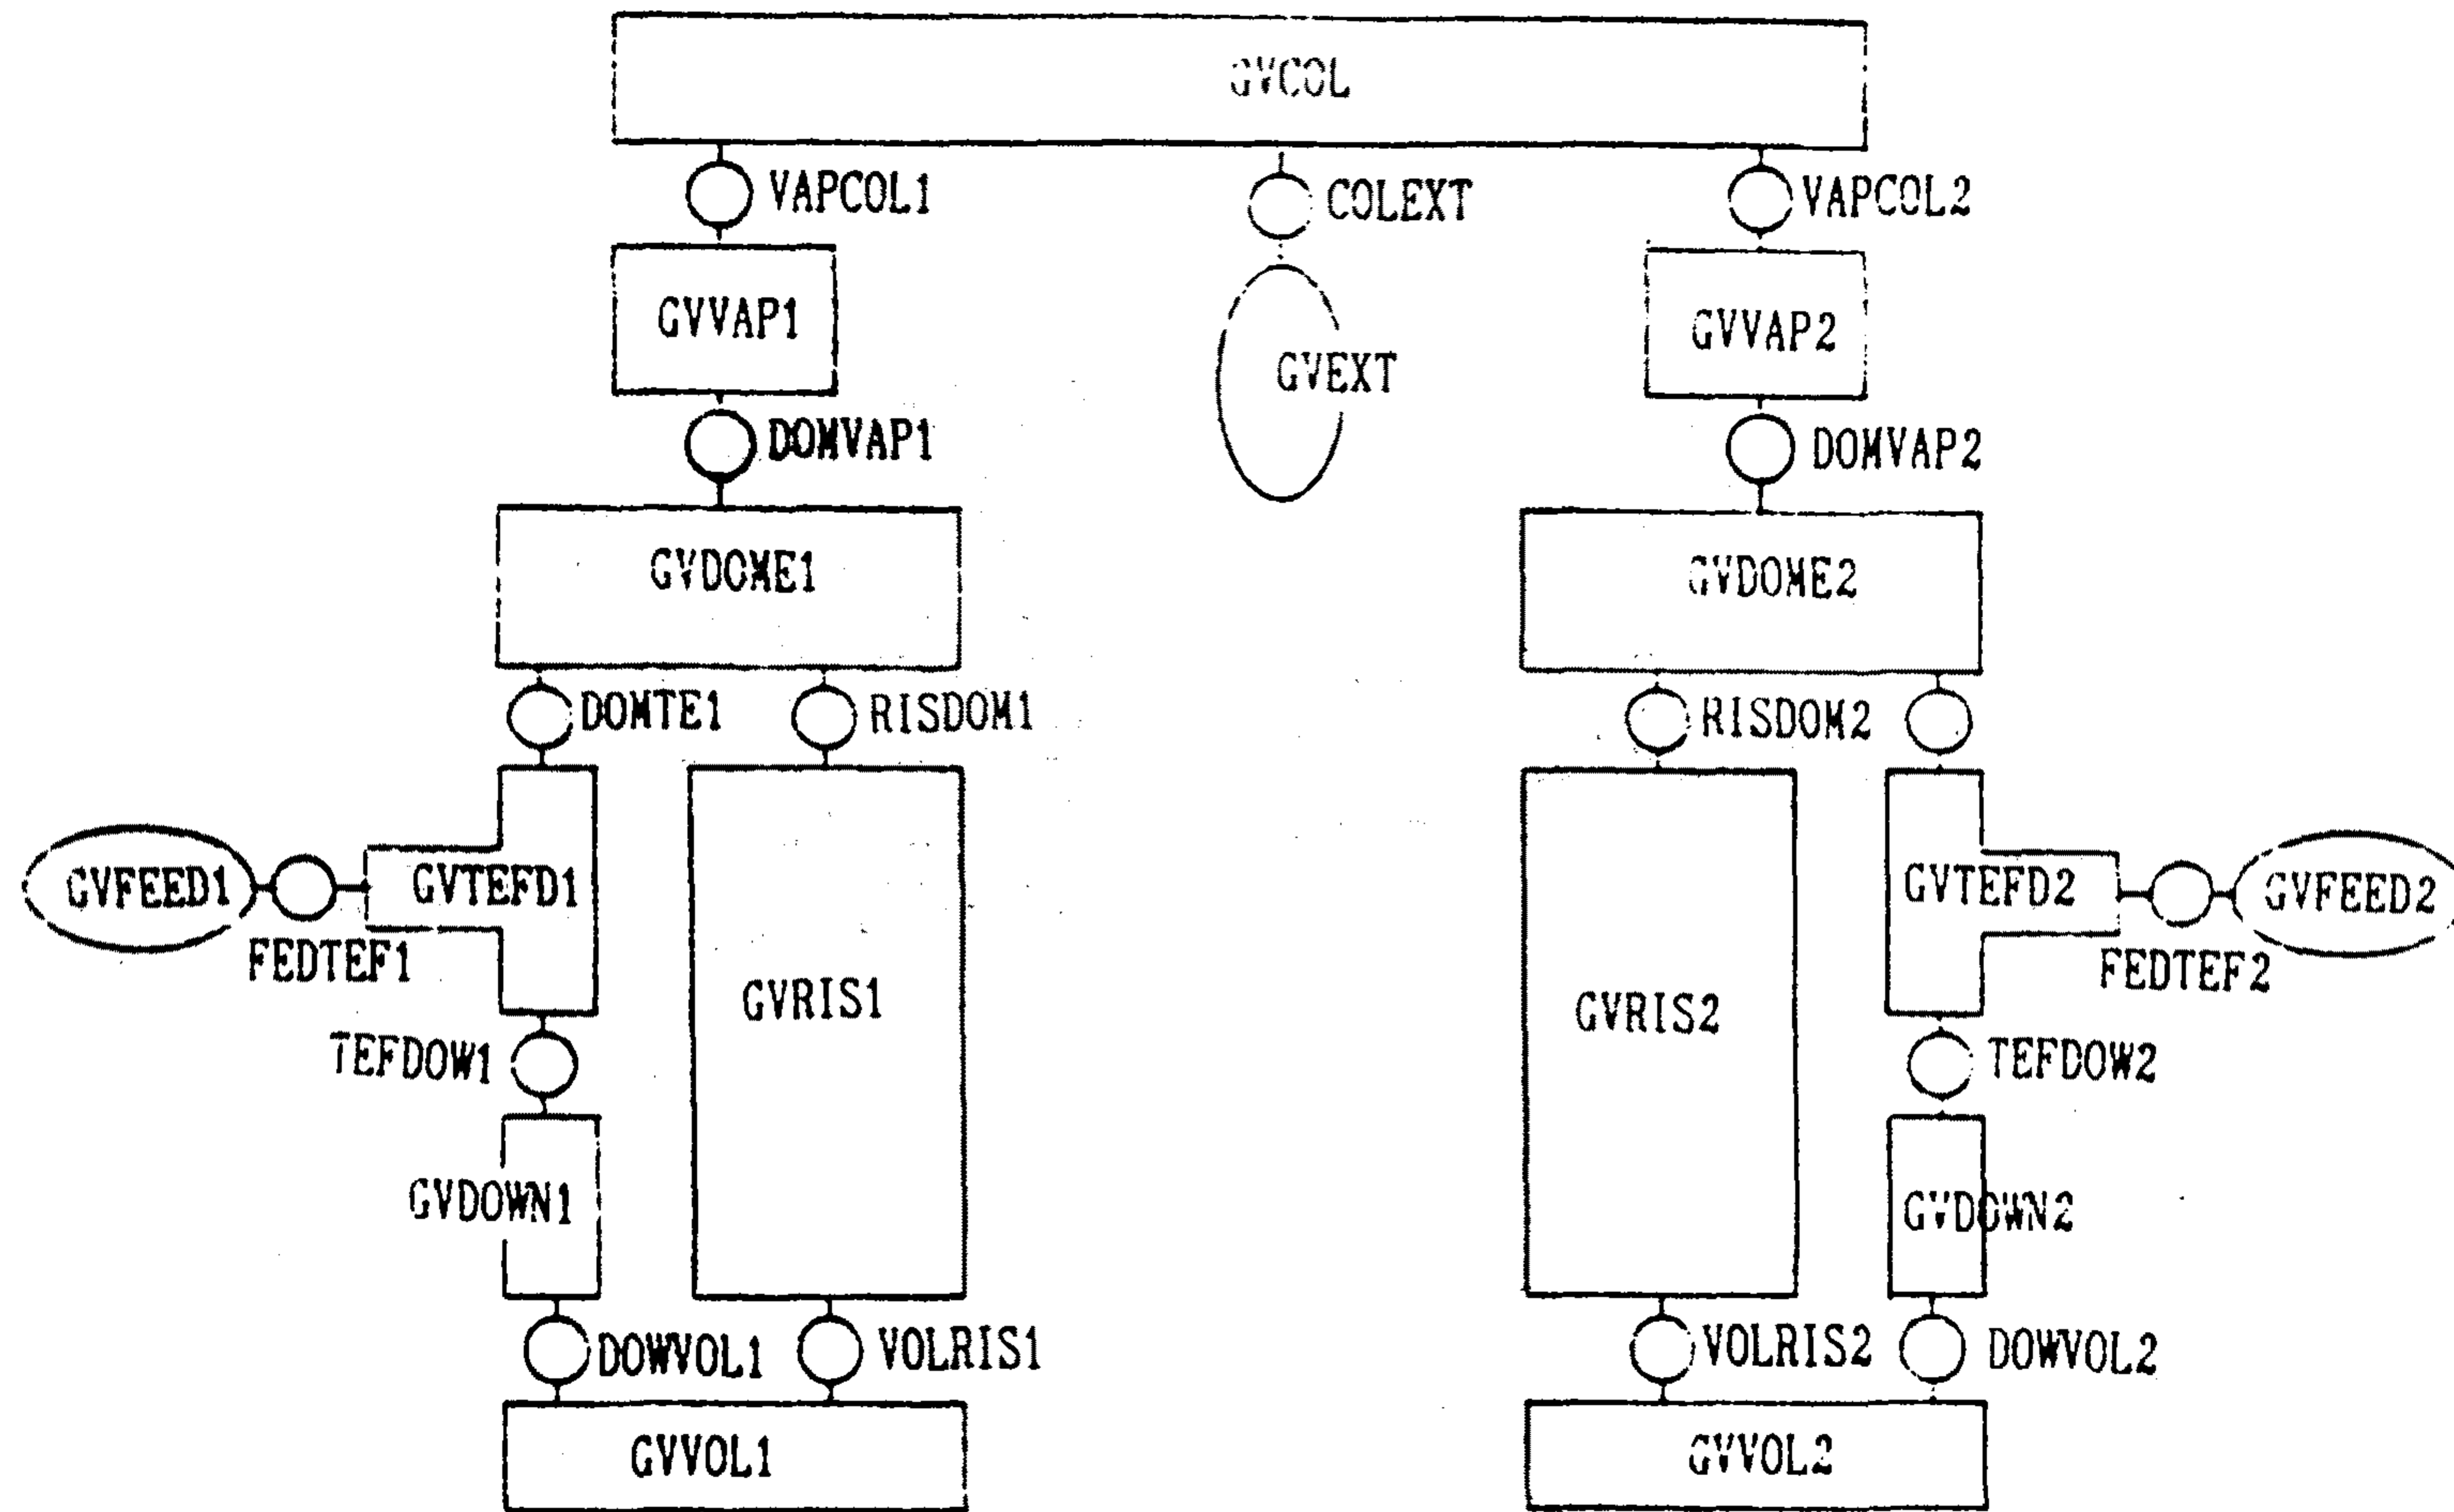 GVCOL
VAPCOL1
COLEXT
VAPCOL2
GVVAP1
GVEXT
GVVAP2
DOMVAP1
DOMVAP2
GVDOME1
GVDOME2
DOMTE1
RISDOM1
RISDOM2
GVFEED1
GVTEFD1
GVTEFD2
GVFEED2
FEDTEF1
FEDTEF2
GVRIS1
GVRIS2
TEFDOW1
TEFDOW2
GVDOWN1
GVDOWN2
DOWVOL1
VOLRIS1
VOLRIS2
DOWVOL2
GVVOL1
GVVOL2